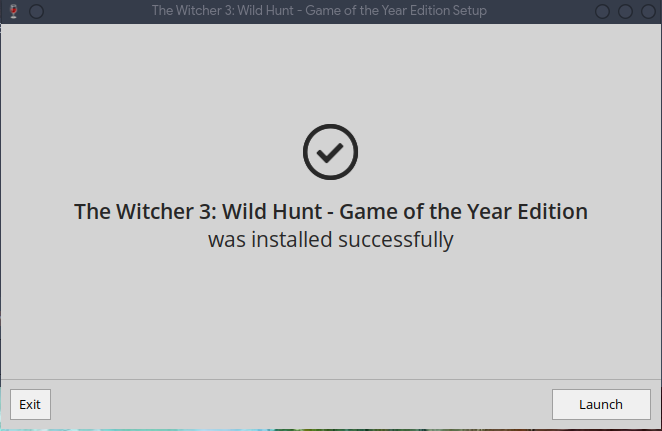 The Witcher 3: Wild Hunt - Game of the Year Edition Setup
The Witcher 3: Wild Hunt - Game of the Year Edition
was installed successfully
Exit
Launch